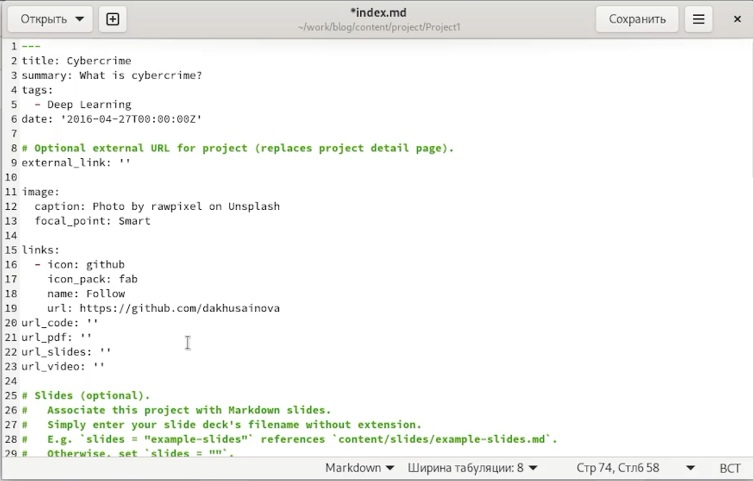 Открыть
*index.md
~/work/blog/content/project/Project1
Сохранить
1 ---
2 title: Cybercrime
3 summary: What is cybercrime?
4 tags:
5   - Deep Learning
6 date: '2016-04-27T00:00:00Z'
7
8 # Optional external URL for project (replaces project detail page).
9 external_link: ''
10
11 image:
12   caption: Photo by rawpixel on Unsplash
13   focal_point: Smart
14
15 links:
16   - icon: github
17     icon_pack: fab
18     name: Follow
19     url: https://github.com/dakhusainova
20 url_code: ''
21 url_pdf: ''
22 url_slides: ''
23 url_video: ''
24
25 # Slides (optional).
26 #   Associate this project with Markdown slides.
27 #   Simply enter your slide deck's filename without extension.
28 #   E.g. `slides = "example-slides"` references `content/slides/example-slides.md`.
29 #   Otherwise, set `slides = ""`.
Markdown Ширина табуляции: 8 Стр 74, Стлб 58 ВСТ